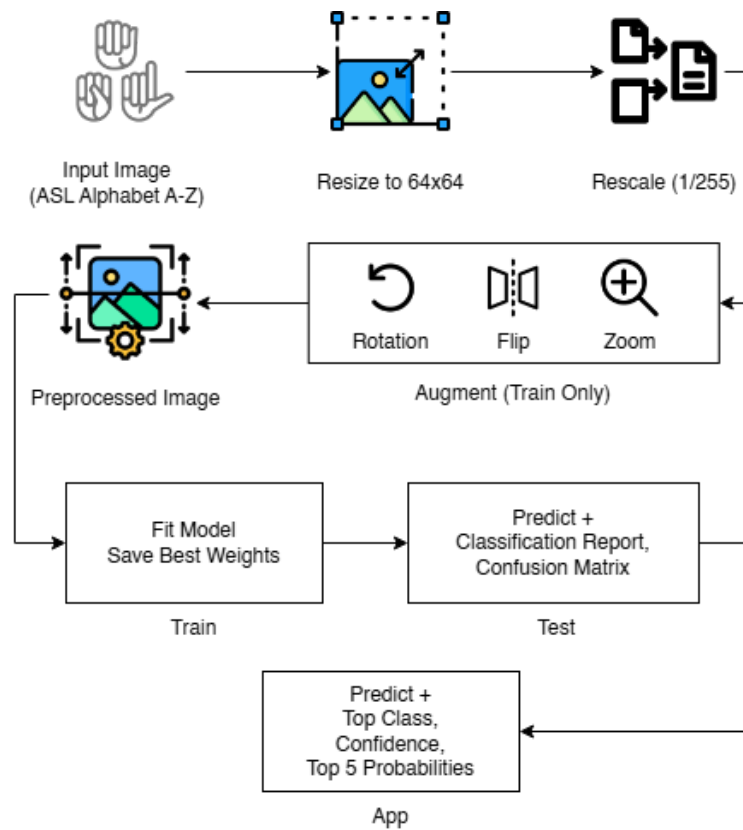 Input Image
(ASL Alphabet A-Z)
Resize to 64x64
Rescale (1/255)
Rotation
Flip
Zoom
Preprocessed Image
Augment (Train Only)
Fit Model
Save Best Weights
Train
Predict +
Classification Report,
Confusion Matrix
Test
Predict +
Top Class,
Confidence,
Top 5 Probabilities
App